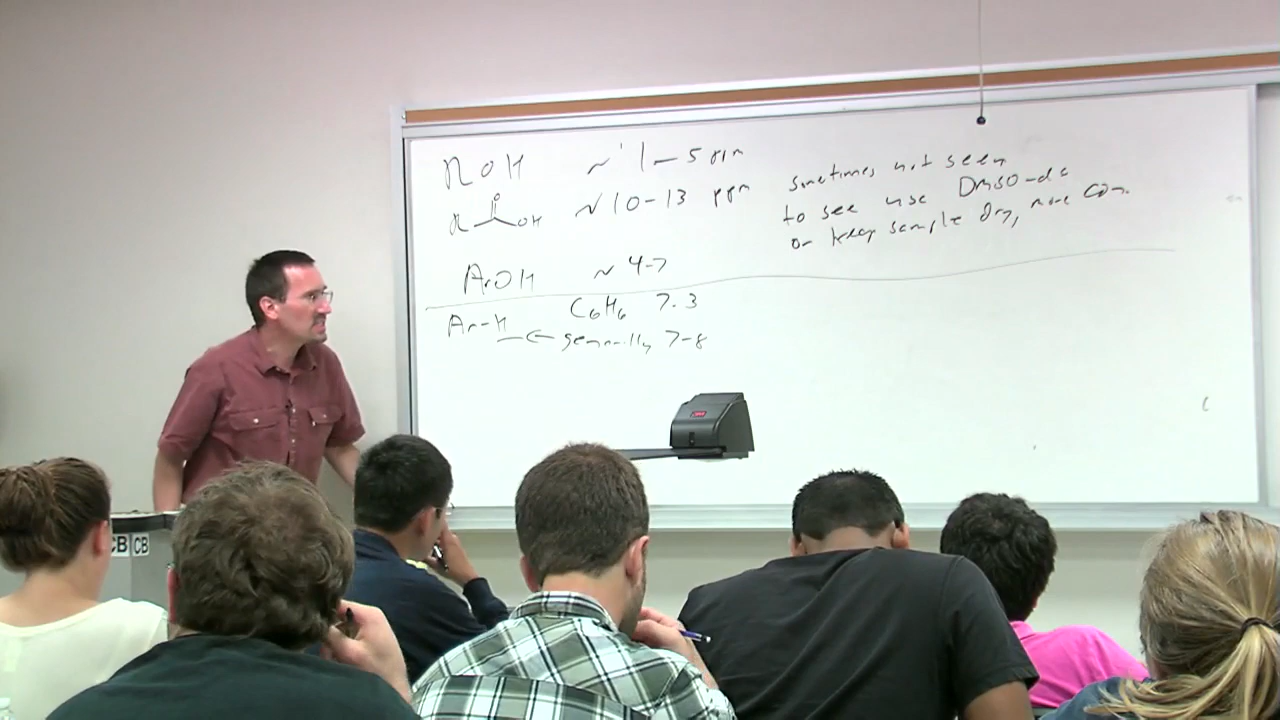 ROH ~ 1-5 ppm
R OH ~ 10-13 ppm
O
sometimes not seen
to see use DMSO-d6
or keep sample dry, more con.
ArOH ~ 4-7
C6H6 7.3
Ar-H ← generally 7-8
CB CB